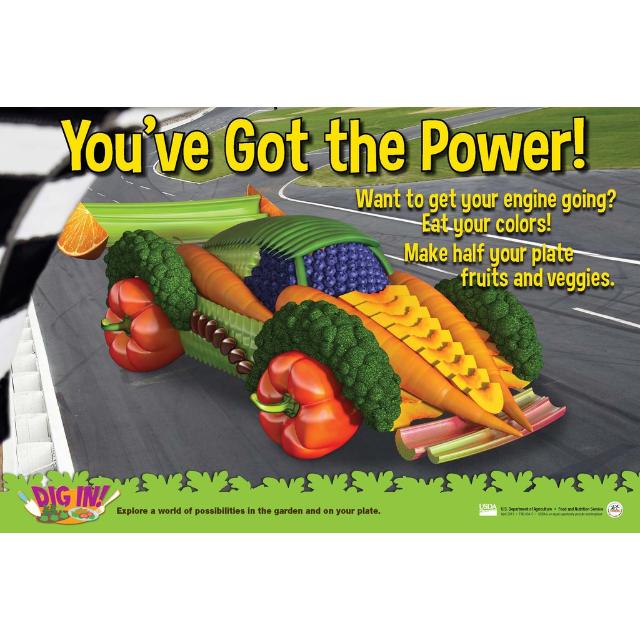 You've Got the Power!
Want to get your engine going?
Eat your colors!
Make half your plate
fruits and veggies.
DIG IN!
Explore a world of possibilities in the garden and on your plate.
USDA
U.S. Department of Agriculture • Food and Nutrition Service